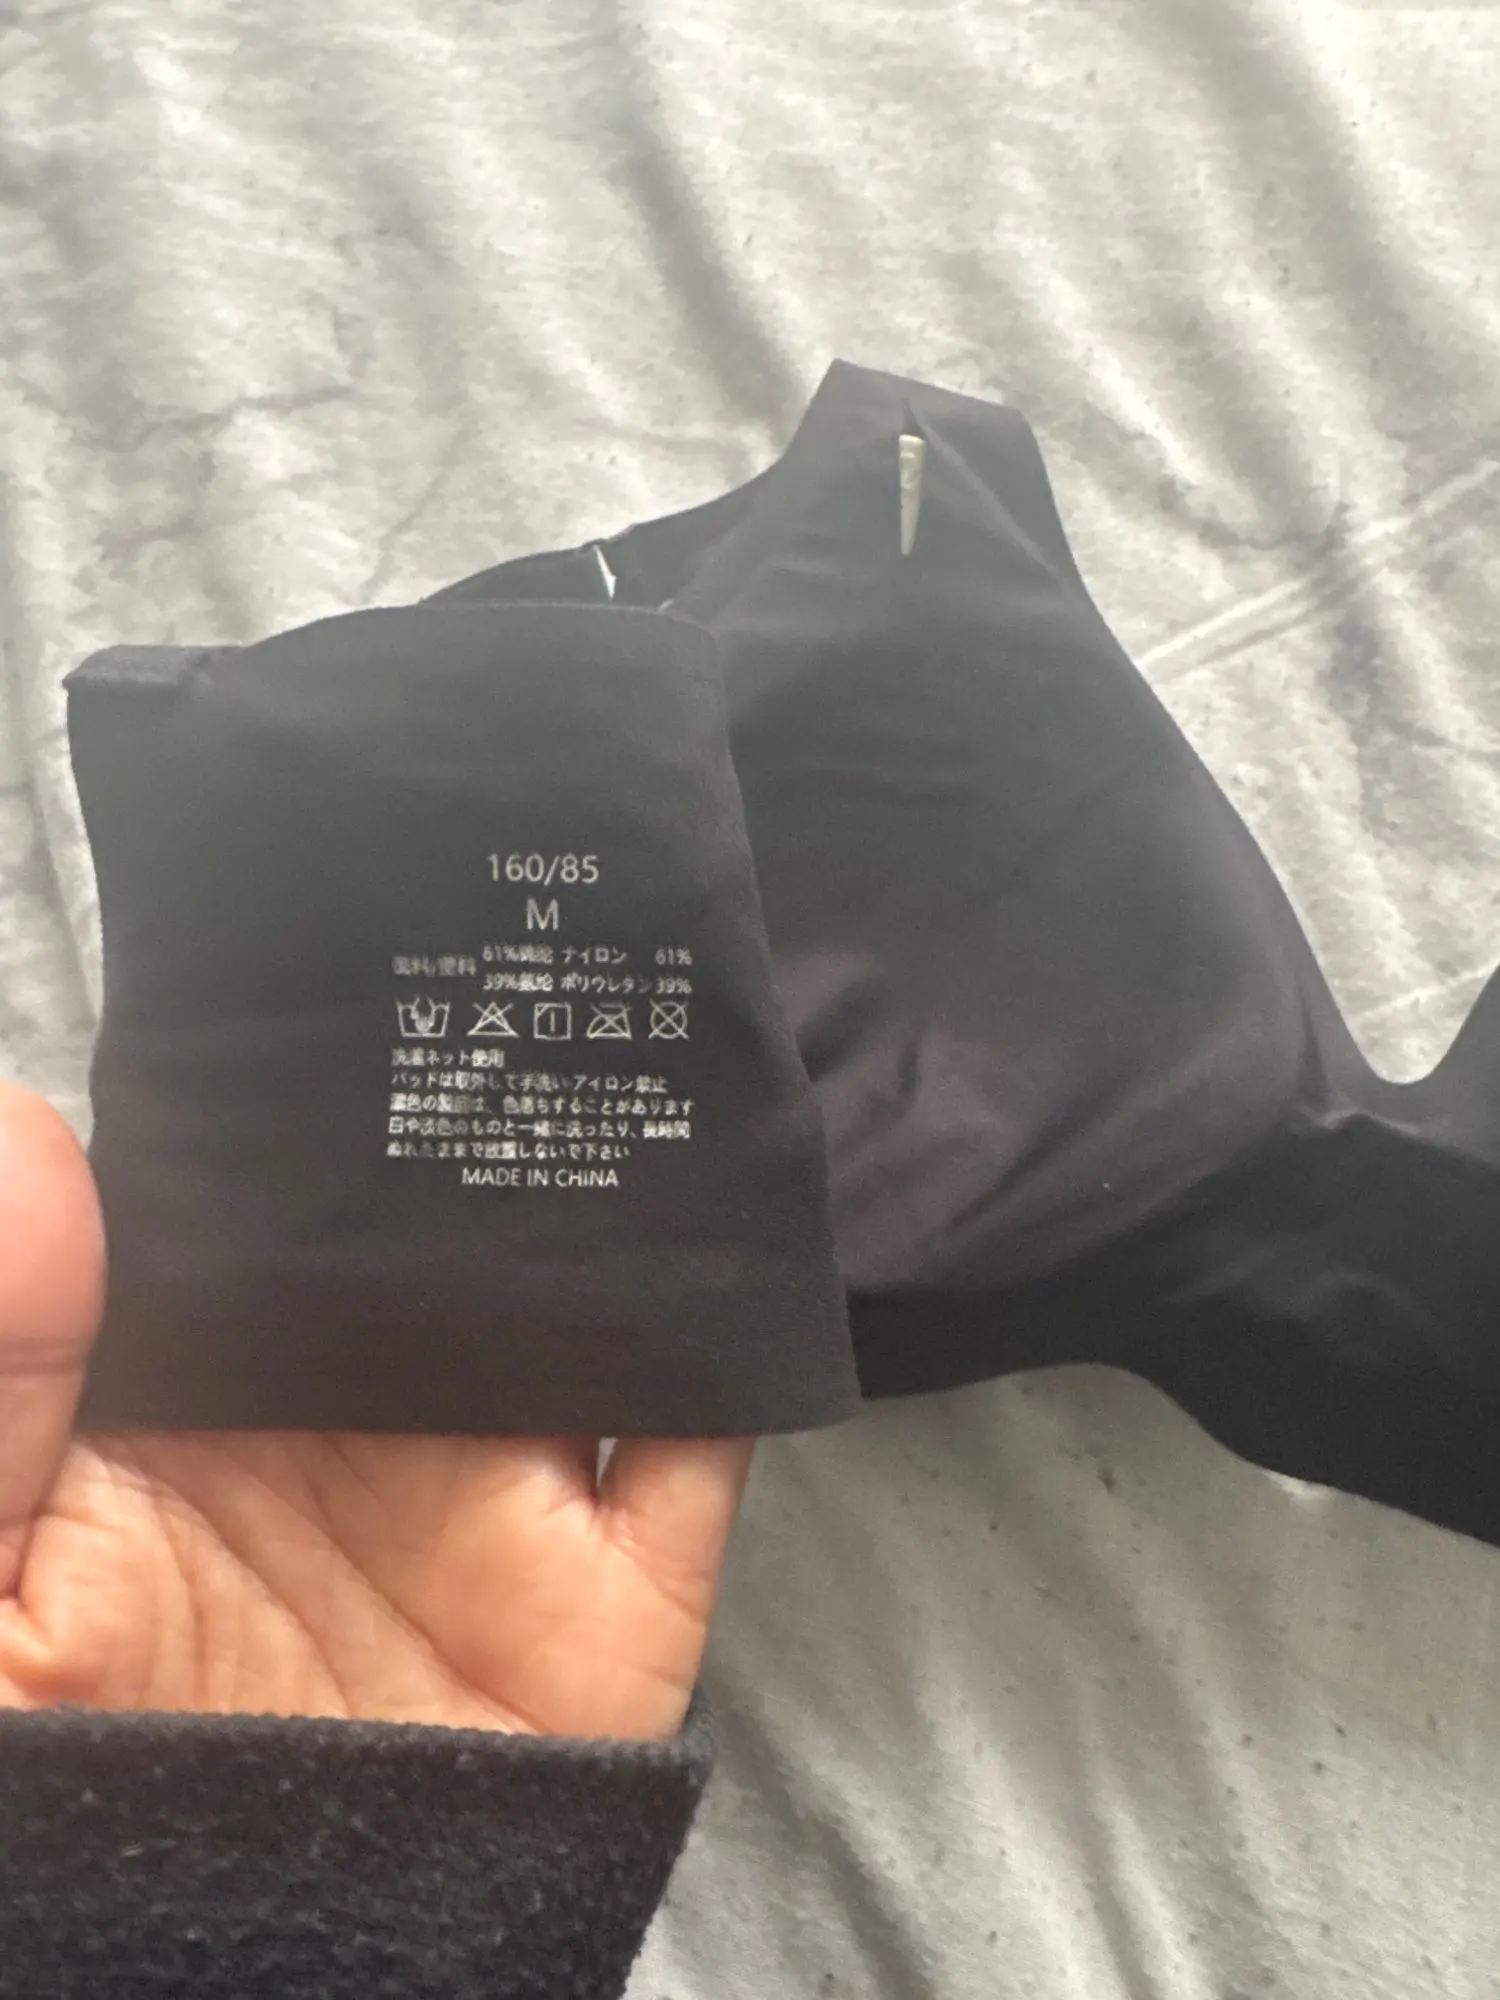 160/85
M
面料/里料 61%锦纶 ナイロン 61%
39%氨纶 ポリウレタン 39%
洗濯ネット使用
パッドは取外して手洗い アイロン禁止
濃色の製品は、色落ちすることがあります
白や淡色のものと一緒に洗ったり、長時間
ぬれたままで放置しないで下さい
MADE IN CHINA